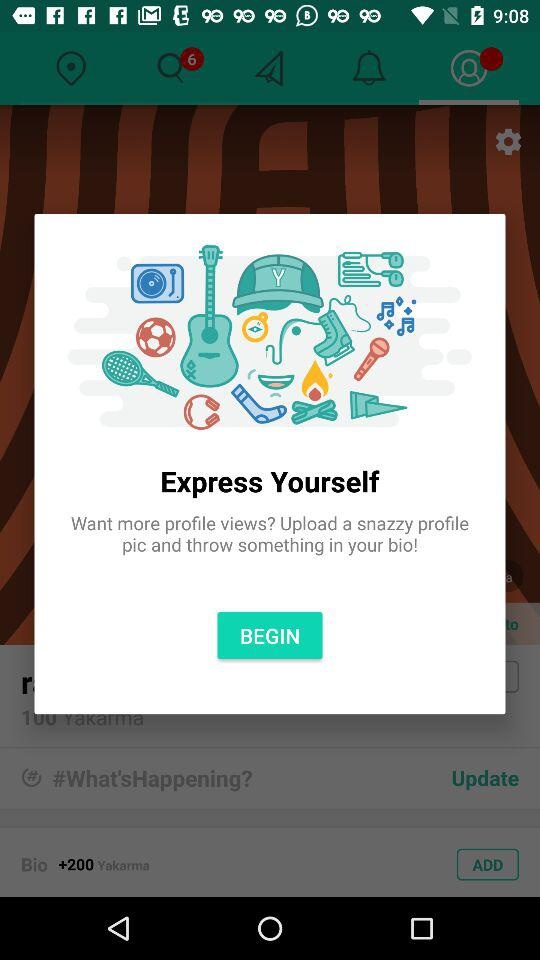 9:08
6
Y
Express Yourself
Want more profile views? Upload a snazzy profile
pic and throw something in your bio!
BEGIN
100 Yakarma
#What'sHappening?
Update
Bio +200 Yakarma
ADD